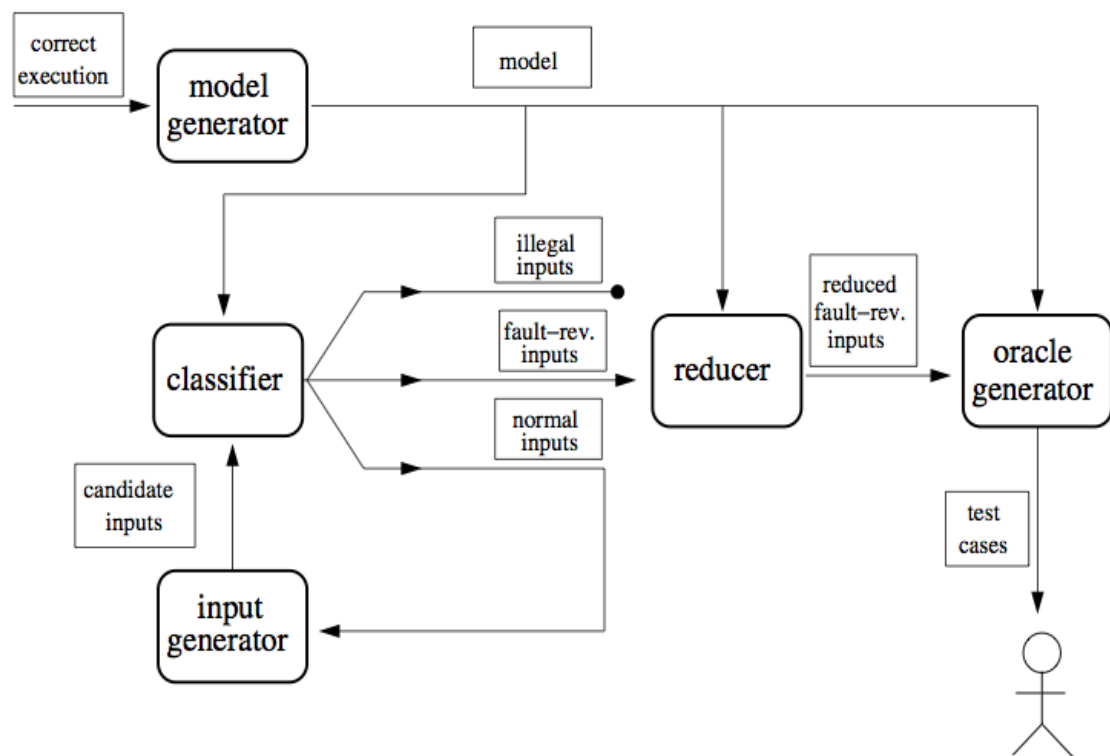 correct
execution
model
generator
model
illegal
inputs
fault–rev.
inputs
normal
inputs
classifier
reducer
reduced
fault–rev.
inputs
oracle
generator
candidate
inputs
input
generator
test
cases